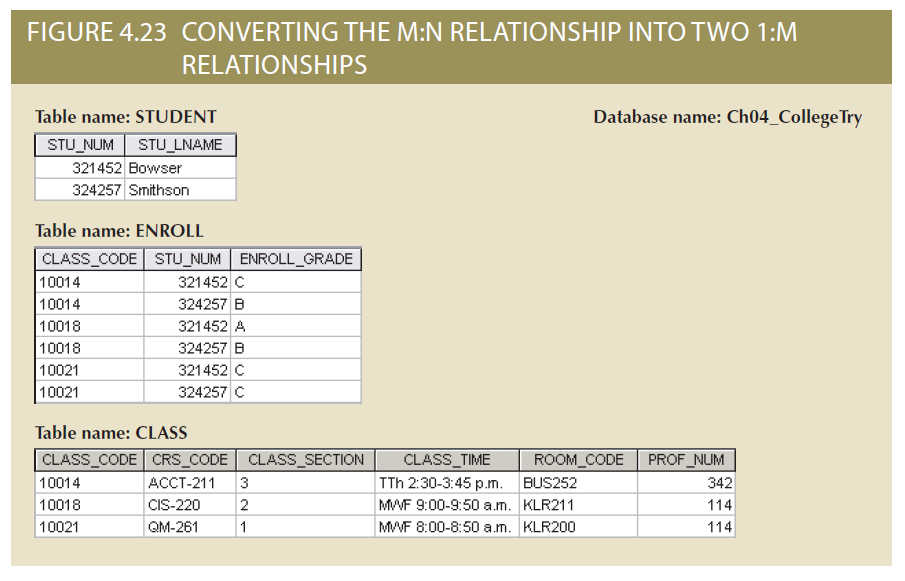 FIGURE 4.23 CONVERTING THE M:N RELATIONSHIP INTO TWO 1:M
RELATIONSHIPS
Table name: STUDENT Database name: Ch04_CollegeTry
STU_NUM STU_LNAME
321452 Bowser
324257 Smithson
Table name: ENROLL
CLASS_CODE STU_NUM ENROLL_GRADE
10014 321452 C
10014 324257 B
10018 321452 A
10018 324257 B
10021 321452 C
10021 324257 C
Table name: CLASS
CLASS_CODE CRS_CODE CLASS_SECTION CLASS_TIME ROOM_CODE PROF_NUM
10014 ACCT-211 3 TTh 2:30-3:45 p.m. BUS252 342
10018 CIS-220 2 MWF 9:00-9:50 a.m. KLR211 114
10021 QM-261 1 MWF 8:00-8:50 a.m. KLR200 114